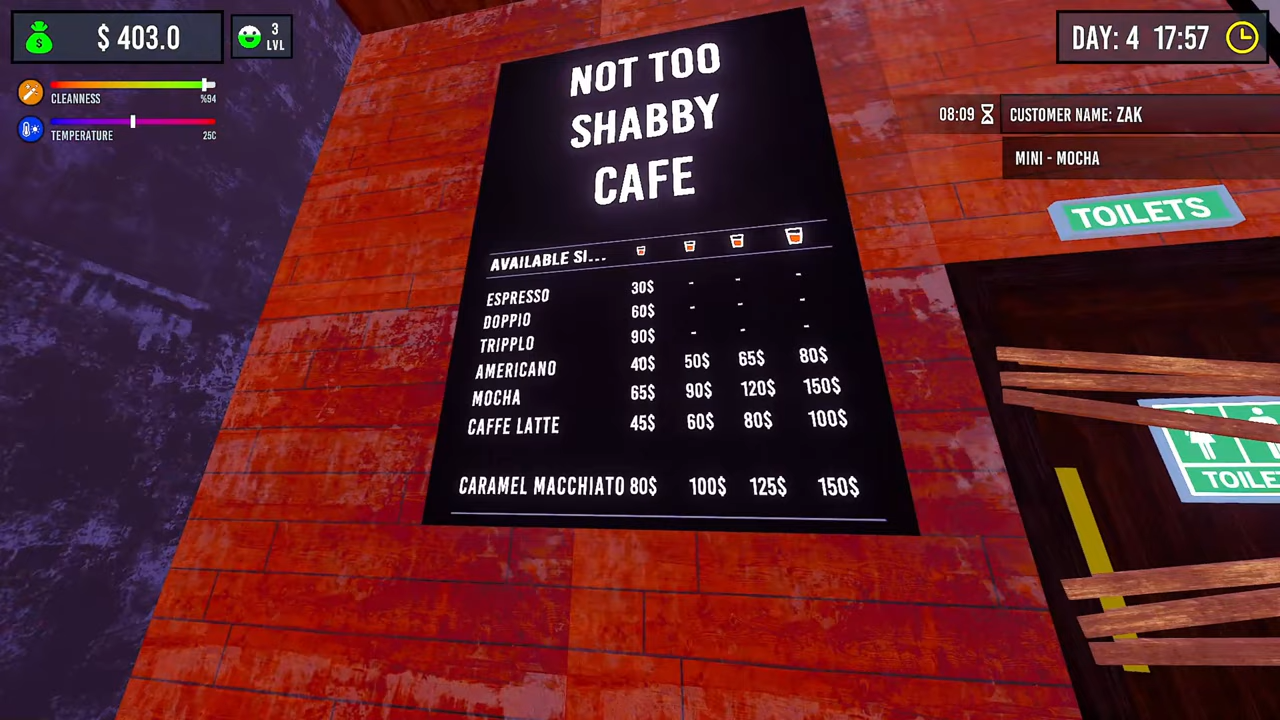 $ 403.0
3
LVL
DAY: 4 17:57
CLEANNESS
%94
TEMPERATURE
25C
08:09
CUSTOMER NAME: ZAK
MINI - MOCHA
NOT TOO
SHABBY
CAFE
AVAILABLE SI...
ESPRESSO 30$ - - -
DOPPIO 60$ - - -
TRIPPLO 90$ - - -
AMERICANO 40$ 50$ 65$ 80$
MOCHA 65$ 90$ 120$ 150$
CAFFE LATTE 45$ 60$ 80$ 100$
CARAMEL MACCHIATO 80$ 100$ 125$ 150$
TOILETS
TOILE